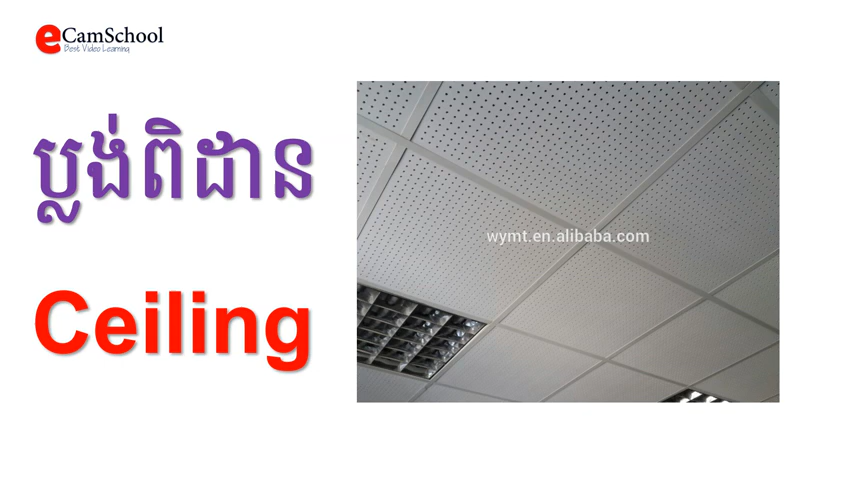 eCamSchool
Best Video Learning
ប្លង់ពិដាន
Ceiling
wymt.en.alibaba.com